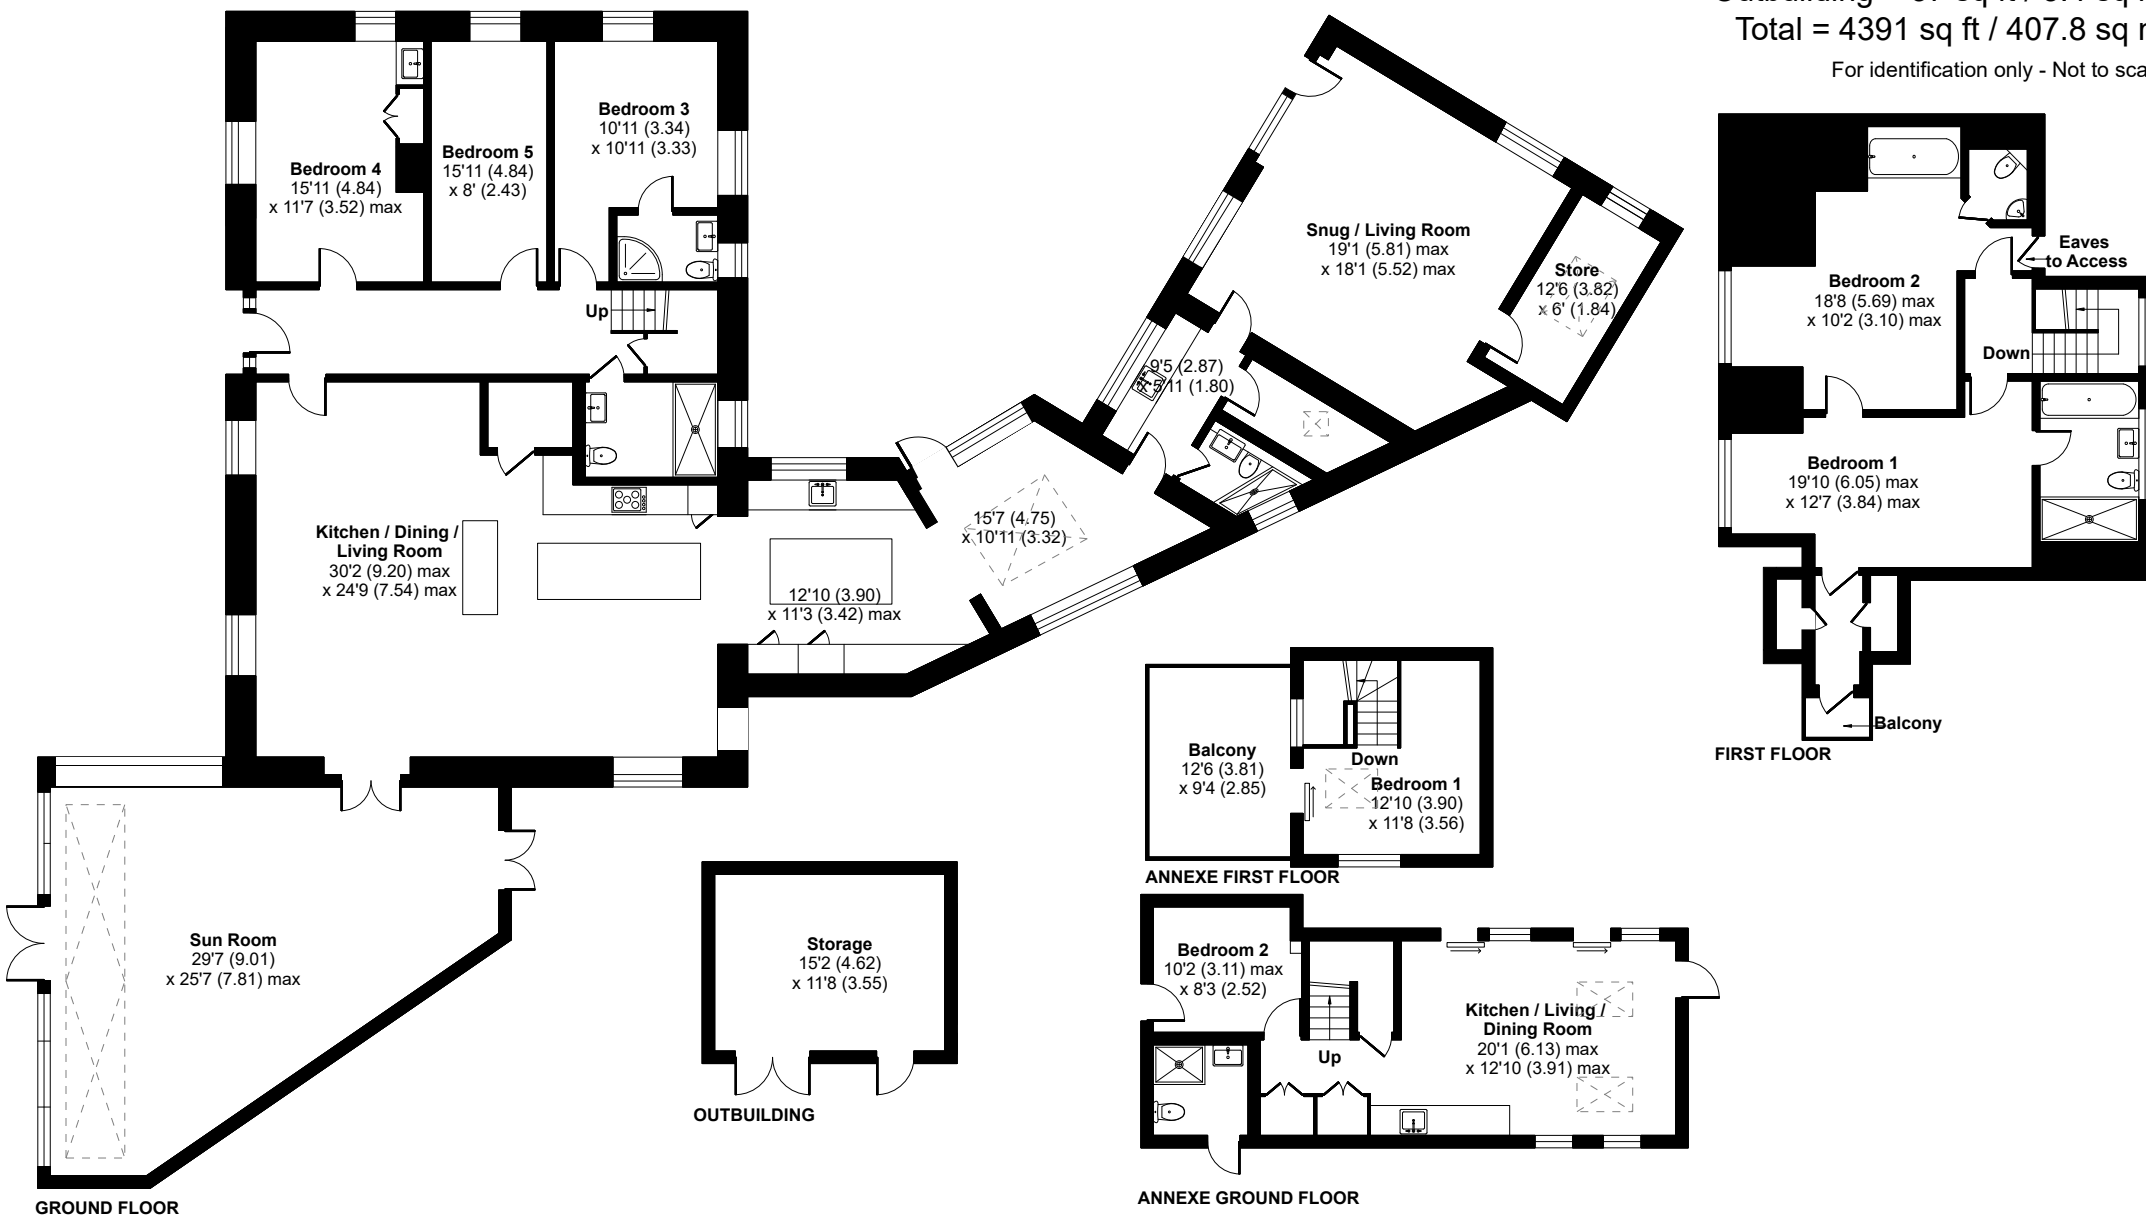 Total = 4391 sq ft / 407.8 sq
For identification only - Not to
Bedroom 4
15'11 (4.84)
x 11'7 (3.52) max
Bedroom 5
15'11 (4.84)
x 8' (2.43)
Bedroom 3
10'11 (3.34)
x 10'11 (3.33)
Up
Kitchen / Dining /
Living Room
30'2 (9.20) max
x 24'9 (7.54) max
12'10 (3.90)
x 11'3 (3.42) max
15'7 (4.75)
x 10'11 (3.32)
9'5 (2.87)
x 5'11 (1.80)
Snug / Living Room
19'1 (5.81) max
x 18'1 (5.52) max
Store
12'6 (3.82)
x 6' (1.84)
Sun Room
29'7 (9.01)
x 25'7 (7.81) max
GROUND FLOOR
Storage
15'2 (4.62)
x 11'8 (3.55)
OUTBUILDING
Eaves
to Access
Bedroom 2
18'8 (5.69) max
x 10'2 (3.10) max
Down
Bedroom 1
19'10 (6.05) max
x 12'7 (3.84) max
Balcony
FIRST FLOOR
Balcony
12'6 (3.81)
x 9'4 (2.85)
Down
Bedroom 1
12'10 (3.90)
x 11'8 (3.56)
ANNEXE FIRST FLOOR
Bedroom 2
10'2 (3.11) max
x 8'3 (2.52)
Up
Kitchen / Living /
Dining Room
20'1 (6.13) max
x 12'10 (3.91) max
ANNEXE GROUND FLOOR